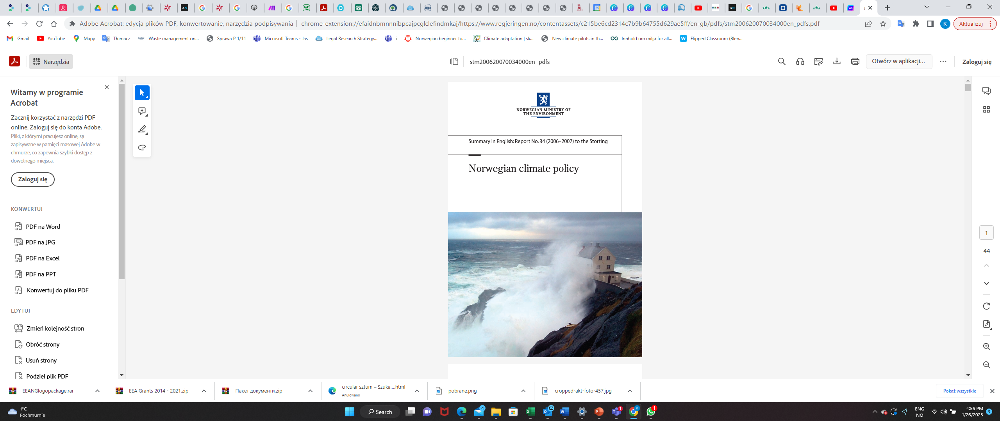 Adobe Acrobat: edycja plików PDF, konwertowanie, narzędzia podpisywania | chrome-extension://efaidnbmnnnibpcajpcglclefindmkaj/https://www.regjeringen.no/contentassets/c215be6cd2314c7b9b64755d629ae5ff/en-gb/pdfs/stm200620070034000en_pdfs.pdf
K
Aktualizuj
Gmail YouTube Mapy Tłumacz Waste management on... Sprawa P 1/11 Microsoft Teams - Jas Legal Research Strategy... i Norwegian beginner to... Climate adaptation | sk... New climate pilots in th... Innhold om miljø for all... Flipped Classroom (Blen...
Narzędzia
stm200620070034000en_pdfs
Otwórz w aplikacji...
Zaloguj się
Witamy w programie
Acrobat
Zacznij korzystać z narzędzi PDF
online. Zaloguj się do konta Adobe.
Pliki, z którymi pracujesz online, są
zapisywane w pamięci masowej Adobe w
chmurze, co zapewnia szybki dostęp z
dowolnego miejsca.
Zaloguj się
KONWERTUJ
PDF na Word
PDF na JPG
PDF na Excel
PDF na PPT
Konwertuj do pliku PDF
EDYTUJ
Zmień kolejność stron
Obróć strony
Usuń strony
Podziel plik PDF
NORWEGIAN MINISTRY OF
THE ENVIRONMENT
Summary in English: Report No. 34 (2006–2007) to the Storting
Norwegian climate policy
1
44
EEANGlogopackage.rar
EEA Grants 2014 - 2021.zip
Пакет документи.zip
circular sztum – Szuka....html
Anulowano
pobrane.png
cropped-akt-foto-457.jpg
Pokaż wszystkie
1°C
Pochmurnie
Search
4
1
1
ENG
NO
4:56 PM
1/26/2023
3